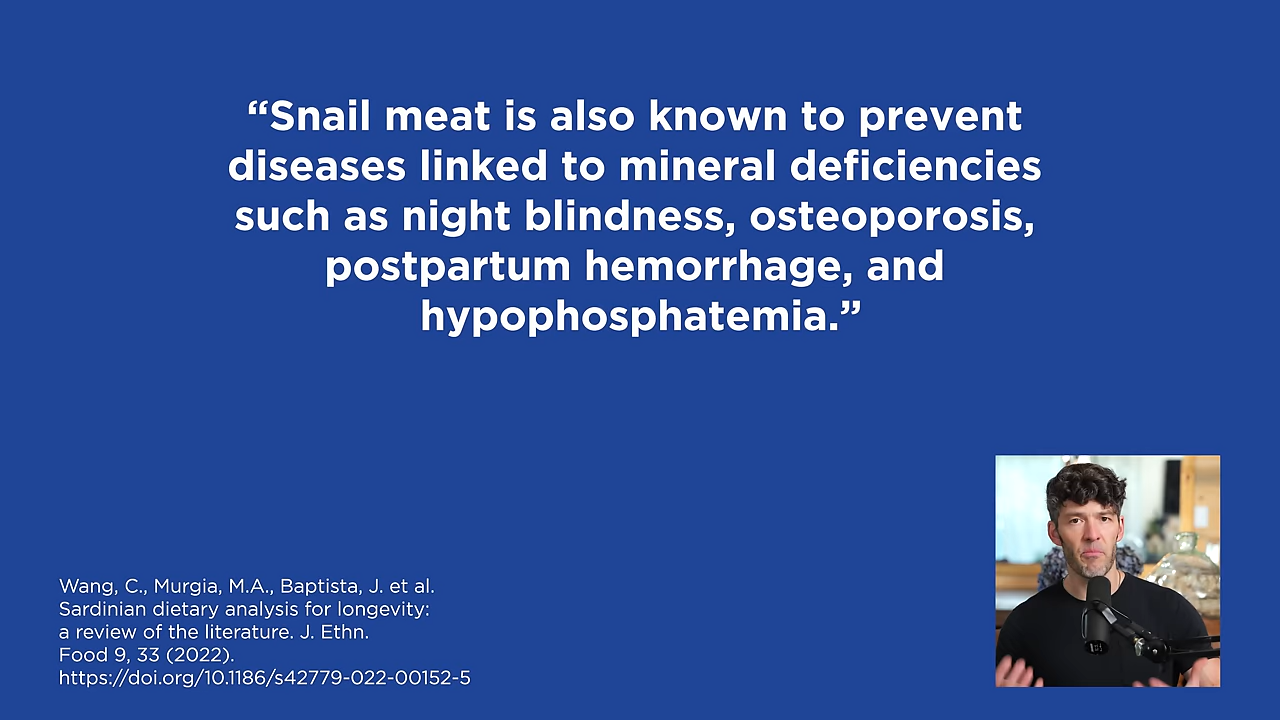 “Snail meat is also known to prevent
diseases linked to mineral deficiencies
such as night blindness, osteoporosis,
postpartum hemorrhage, and
hypophosphatemia.”
Wang, C., Murgia, M.A., Baptista, J. et al.
Sardinian dietary analysis for longevity:
a review of the literature. J. Ethn.
Food 9, 33 (2022).
https://doi.org/10.1186/s42779-022-00152-5